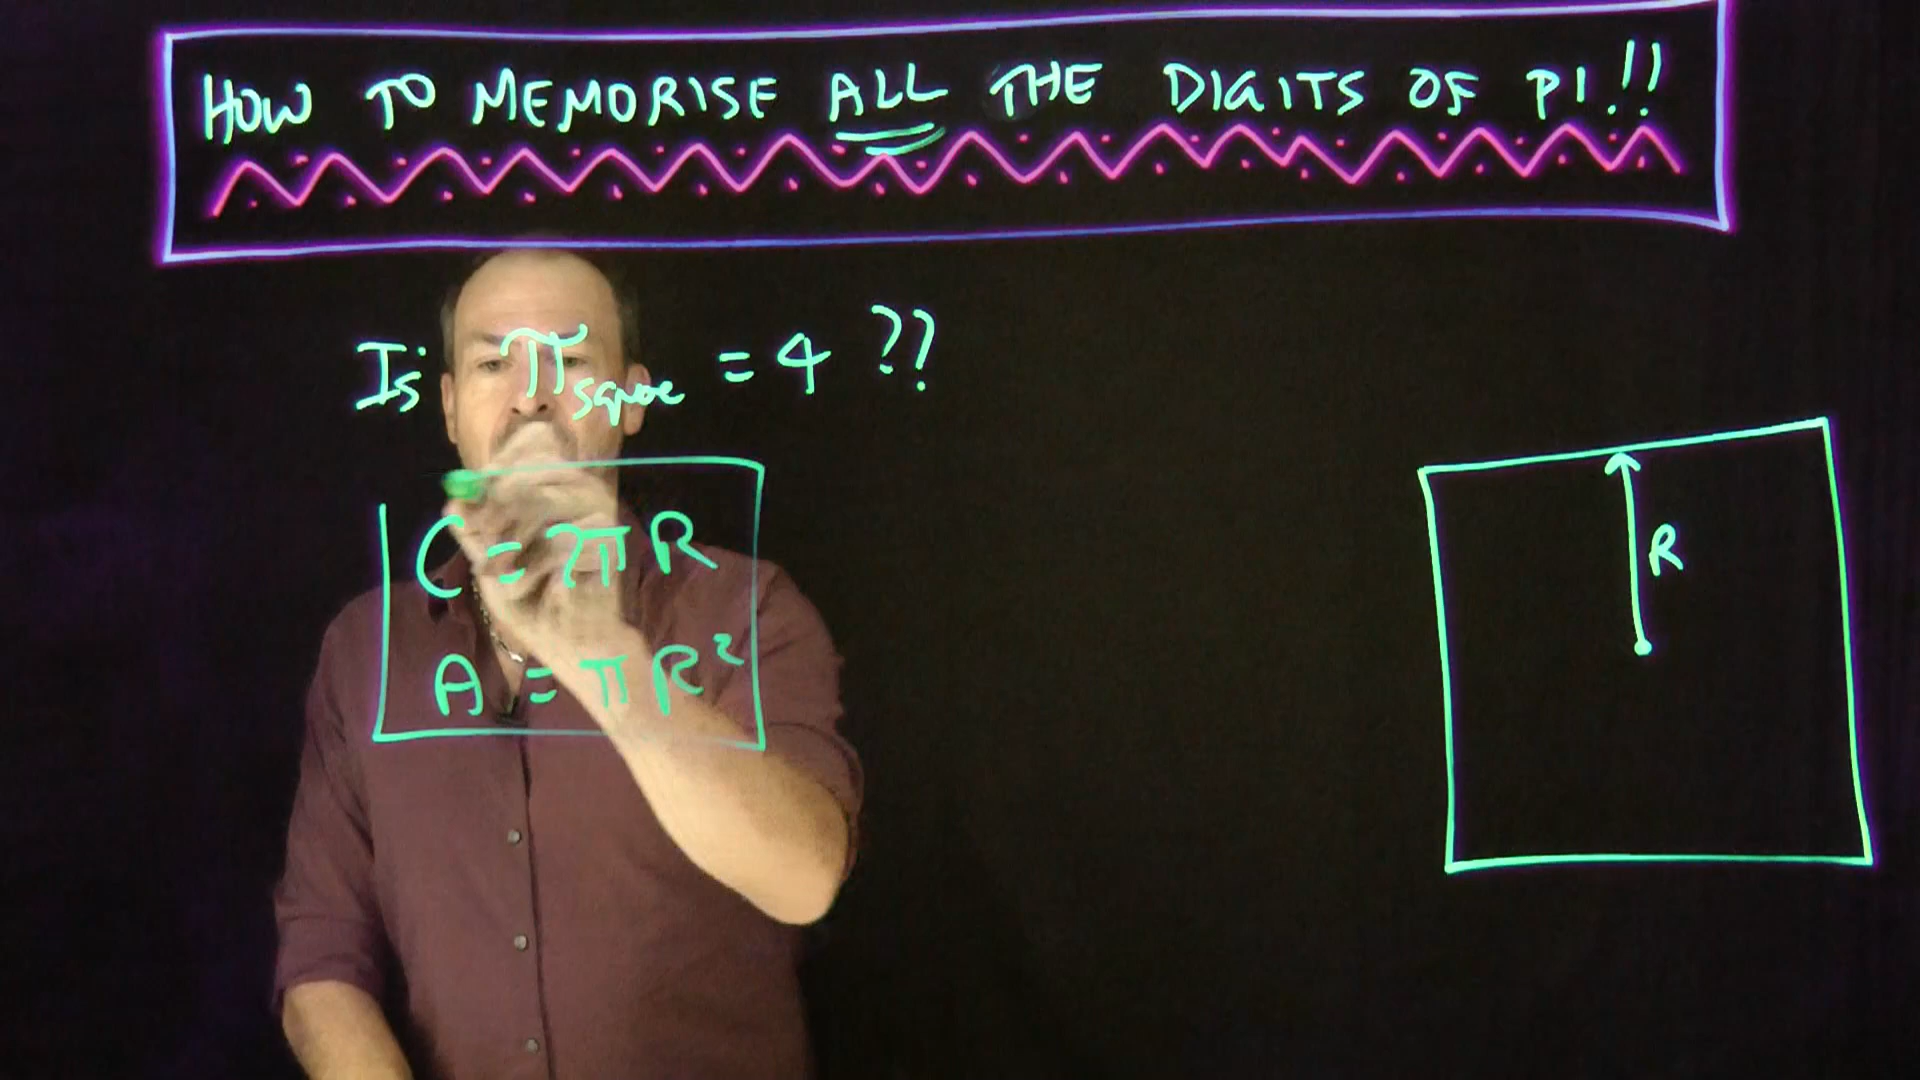 HOW TO MEMORISE ALL THE DIGITS OF PI!!
Is π square = 4 ??
C = 2πR
A = πR²
R